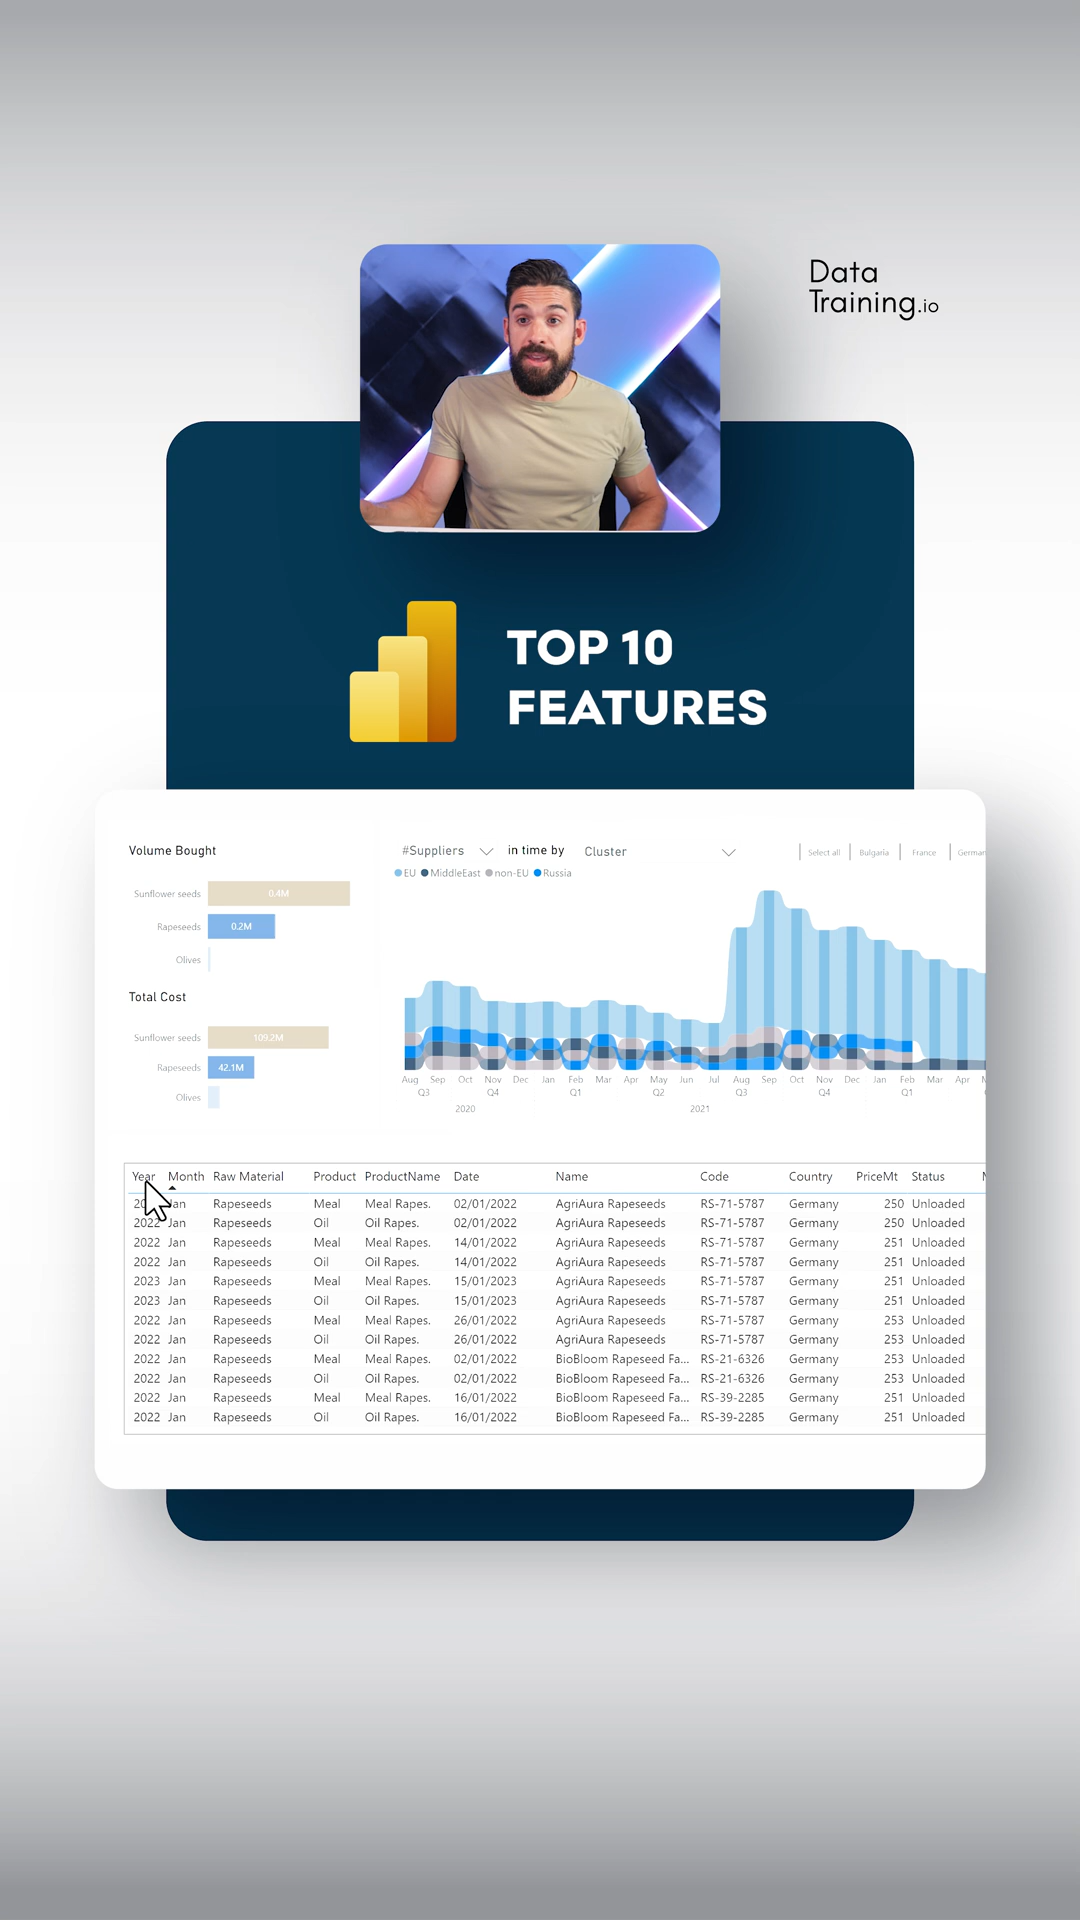 Data
Training.io
TOP 10
FEATURES
Volume Bought
Sunflower seeds 0.4M
Rapeseeds 0.2M
Olives
Total Cost
Sunflower seeds 109.2M
Rapeseeds 42.1M
Olives
#Suppliers in time by Cluster
Select all Bulgaria France
EU MiddleEast non-EU Russia
Aug Sep Oct Nov Dec Jan Feb Mar Apr May Jun Jul Aug Sep Oct Nov Dec Jan Feb Mar Apr
Q3 Q4 Q1 Q2 Q3 Q4 Q1
2020 2021
Year Month Raw Material Product ProductName Date Name Code Country PriceMt Status
Jan Rapeseeds Meal Meal Rapes. 02/01/2022 AgriAura Rapeseeds RS-71-5787 Germany 250 Unloaded
2022 Jan Rapeseeds Oil Oil Rapes. 02/01/2022 AgriAura Rapeseeds RS-71-5787 Germany 250 Unloaded
2022 Jan Rapeseeds Meal Meal Rapes. 14/01/2022 AgriAura Rapeseeds RS-71-5787 Germany 251 Unloaded
2022 Jan Rapeseeds Oil Oil Rapes. 14/01/2022 AgriAura Rapeseeds RS-71-5787 Germany 251 Unloaded
2023 Jan Rapeseeds Meal Meal Rapes. 15/01/2023 AgriAura Rapeseeds RS-71-5787 Germany 251 Unloaded
2023 Jan Rapeseeds Oil Oil Rapes. 15/01/2023 AgriAura Rapeseeds RS-71-5787 Germany 251 Unloaded
2022 Jan Rapeseeds Meal Meal Rapes. 26/01/2022 AgriAura Rapeseeds RS-71-5787 Germany 253 Unloaded
2022 Jan Rapeseeds Oil Oil Rapes. 26/01/2022 AgriAura Rapeseeds RS-71-5787 Germany 253 Unloaded
2022 Jan Rapeseeds Meal Meal Rapes. 02/01/2022 BioBloom Rapeseed Fa... RS-21-6326 Germany 253 Unloaded
2022 Jan Rapeseeds Oil Oil Rapes. 02/01/2022 BioBloom Rapeseed Fa... RS-21-6326 Germany 253 Unloaded
2022 Jan Rapeseeds Meal Meal Rapes. 16/01/2022 BioBloom Rapeseed Fa... RS-39-2285 Germany 251 Unloaded
2022 Jan Rapeseeds Oil Oil Rapes. 16/01/2022 BioBloom Rapeseed Fa... RS-39-2285 Germany 251 Unloaded